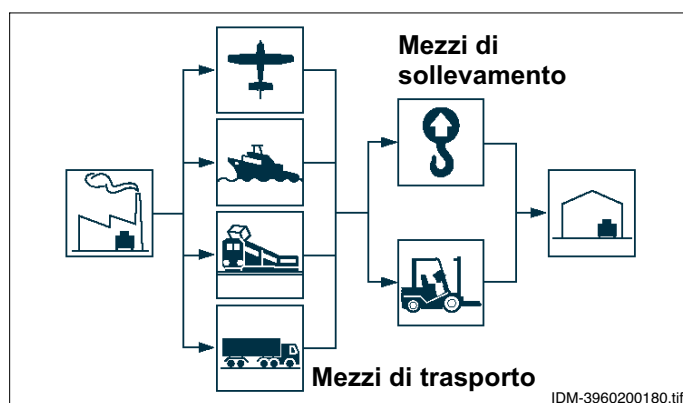 Mezzi di
sollevamento
Mezzi di trasporto
IDM-3960200180.tif